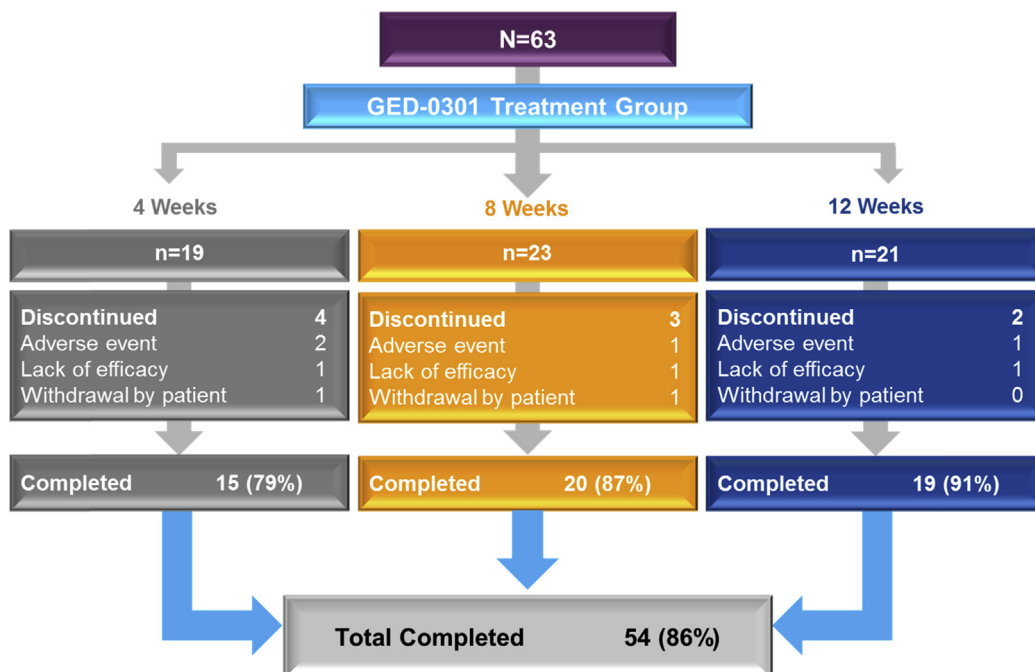 N=63
GED-0301 Treatment Group
4 Weeks
n=19
Discontinued 4
Adverse event 2
Lack of efficacy 1
Withdrawal by patient 1
Completed 15 (79%)
8 Weeks
n=23
Discontinued 3
Adverse event 1
Lack of efficacy 1
Withdrawal by patient 1
Completed 20 (87%)
12 Weeks
n=21
Discontinued 2
Adverse event 1
Lack of efficacy 1
Withdrawal by patient 0
Completed 19 (91%)
Total Completed 54 (86%)